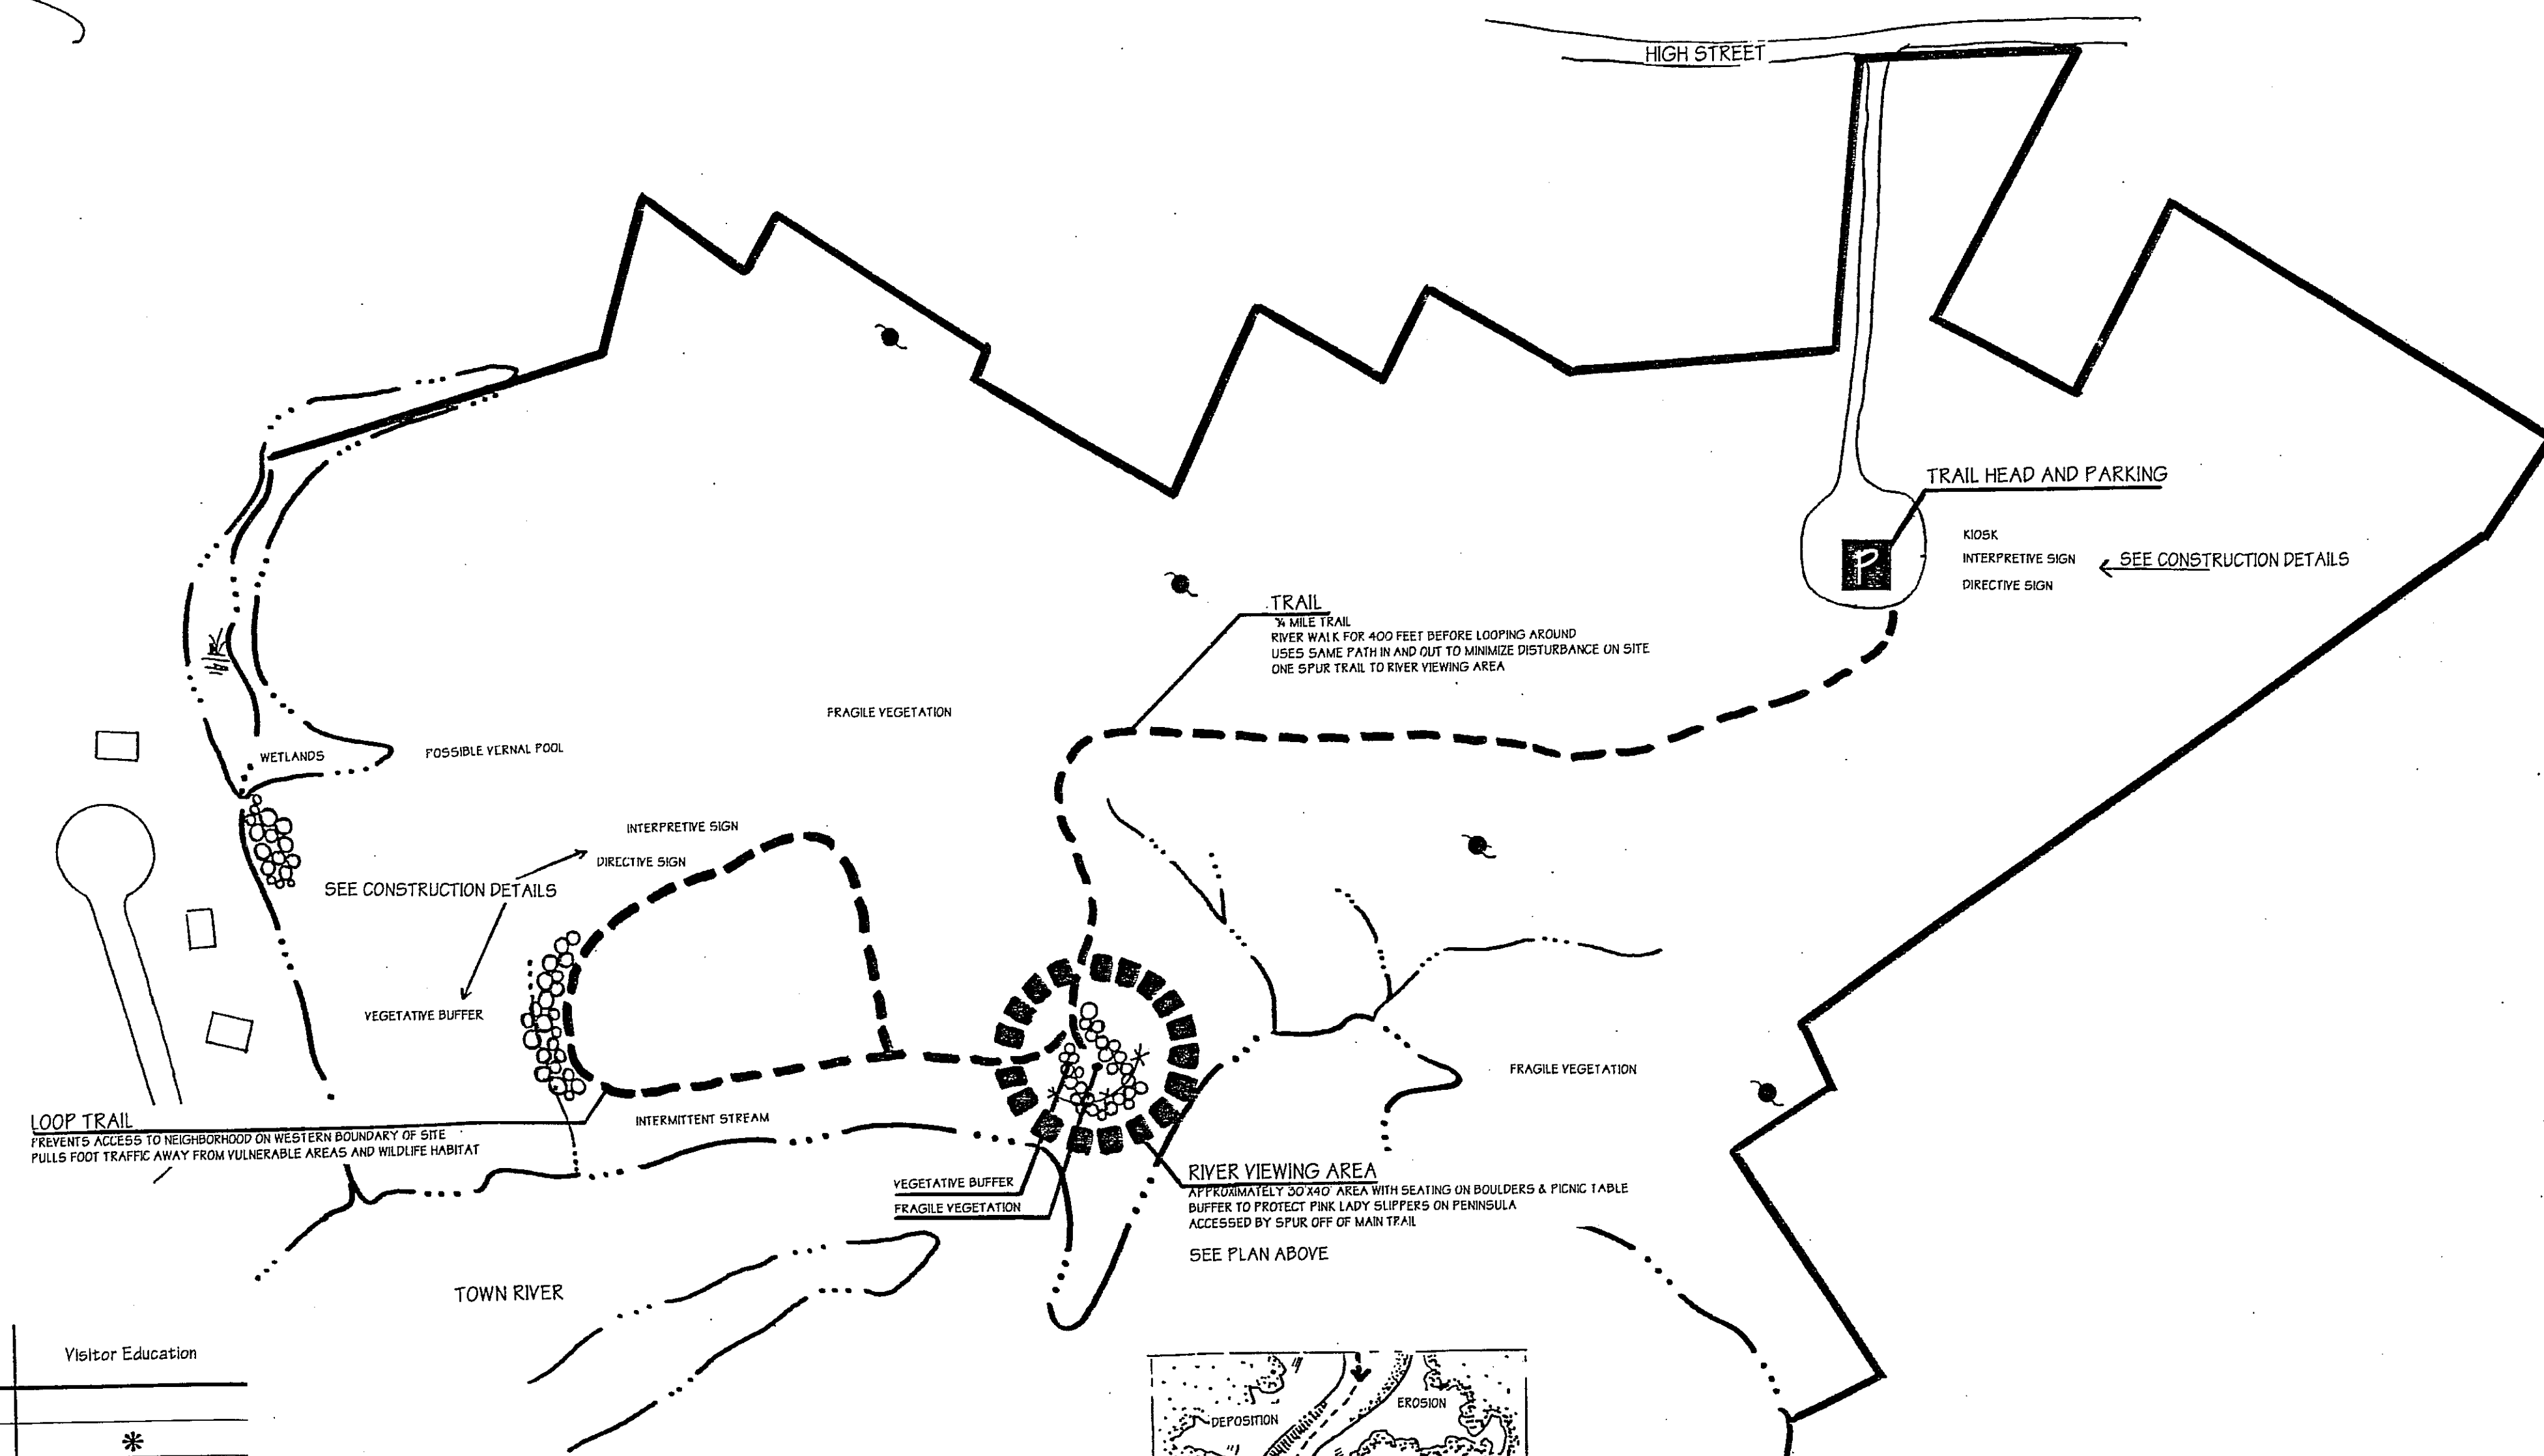 HIGH STREET
TRAIL HEAD AND PARKING
KIOSK
INTERPRETIVE SIGN
DIRECTIVE SIGN
SEE CONSTRUCTION DETAILS
P
TRAIL
¾ MILE TRAIL
RIVER WALK FOR 400 FEET BEFORE LOOPING AROUND
USES SAME PATH IN AND OUT TO MINIMIZE DISTURBANCE ON SITE
ONE SPUR TRAIL TO RIVER VIEWING AREA
FRAGILE VEGETATION
WETLANDS
POSSIBLE VERNAL POOL
INTERPRETIVE SIGN
DIRECTIVE SIGN
SEE CONSTRUCTION DETAILS
VEGETATIVE BUFFER
FRAGILE VEGETATION
LOOP TRAIL
PREVENTS ACCESS TO NEIGHBORHOOD ON WESTERN BOUNDARY OF SITE
PULLS FOOT TRAFFIC AWAY FROM VULNERABLE AREAS AND WILDLIFE HABITAT
INTERMITTENT STREAM
VEGETATIVE BUFFER
FRAGILE VEGETATION
RIVER VIEWING AREA
APPROXIMATELY 30'X40' AREA WITH SEATING ON BOULDERS & PICNIC TABLE
BUFFER TO PROTECT PINK LADY SLIPPERS ON PENINSULA
ACCESSED BY SPUR OFF OF MAIN TRAIL
SEE PLAN ABOVE
TOWN RIVER
Visitor Education
DEPOSITION
EROSION